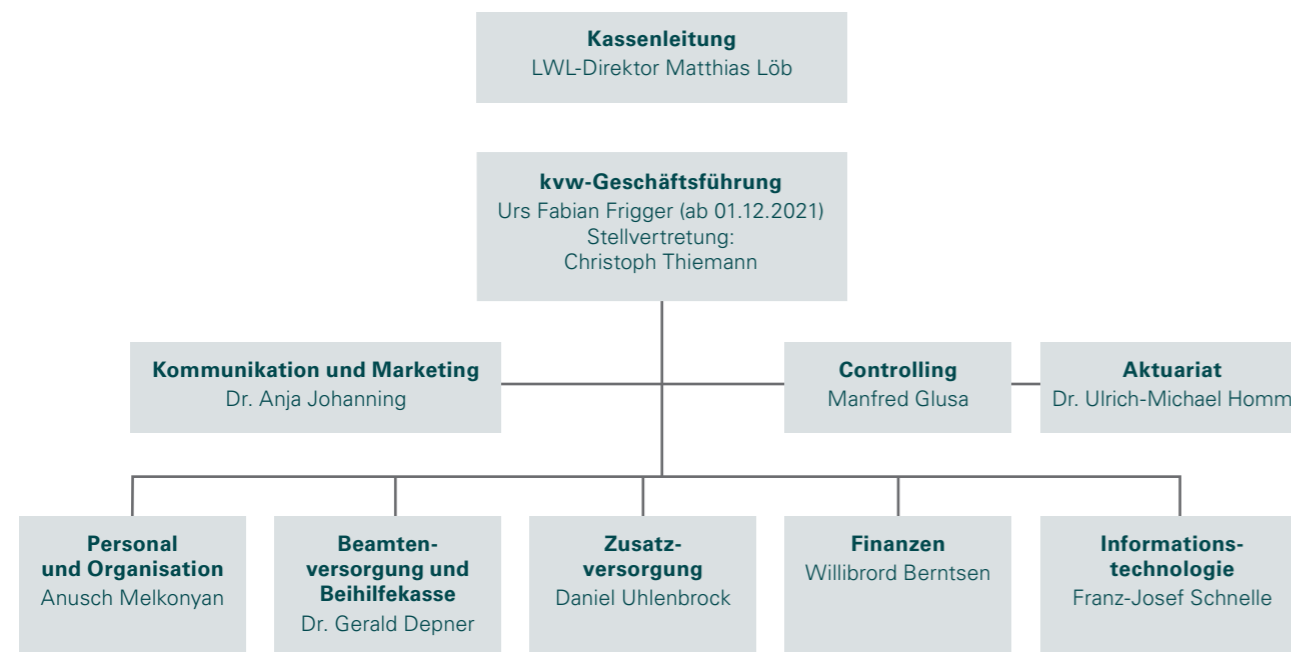 Kassenleitung
LWL-Direktor Matthias Löb
kvw-Geschäftsführung
Urs Fabian Frigger (ab 01.12.2021)
Stellvertretung:
Christoph Thiemann
Kommunikation und Marketing
Dr. Anja Johanning
Controlling
Manfred Glusa
Aktuariat
Dr. Ulrich-Michael Homm
Personal
und Organisation
Anusch Melkonyan
Beamten-
versorgung und
Beihilfekasse
Dr. Gerald Depner
Zusatz-
versorgung
Daniel Uhlenbrock
Finanzen
Willibrord Berntsen
Informations-
technologie
Franz-Josef Schnelle